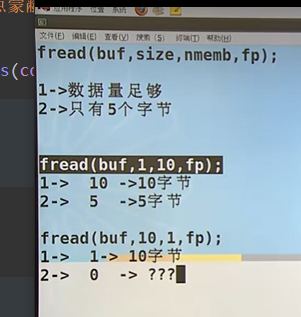 应用程序 位置 系统
文件(F) 编辑(E) 查看(V) 搜索(S) 终端(T) 帮助(H)
fread(buf,size,nmemb,fp);
1->数据量足够
2->只有5个字节
s(co
fread(buf,1,10,fp);
1-> 10 ->10字节
2-> 5 ->5字节
fread(buf,10,1,fp);
1-> 1-> 10字节
2-> 0 -> ???